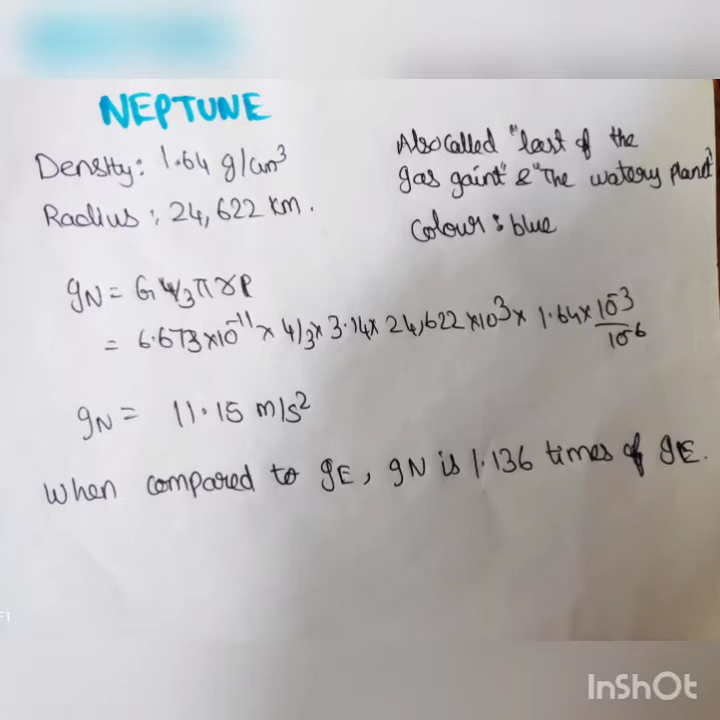 NEPTUNE
Density: 1.64 g/cm³
Radius: 24,622 km.
Also called "last of the
gas gaint" & "The watery planet"
Colour: blue
gN = G 4/3 π r ρ
= 6.673×10⁻¹¹ × 4/3 × 3.14 × 24,622 ×10³ × 1.64 × 10⁻³/10⁻⁶
gN = 11.15 m/s²
When compared to gE, gN is 1.136 times of gE.
InShOt